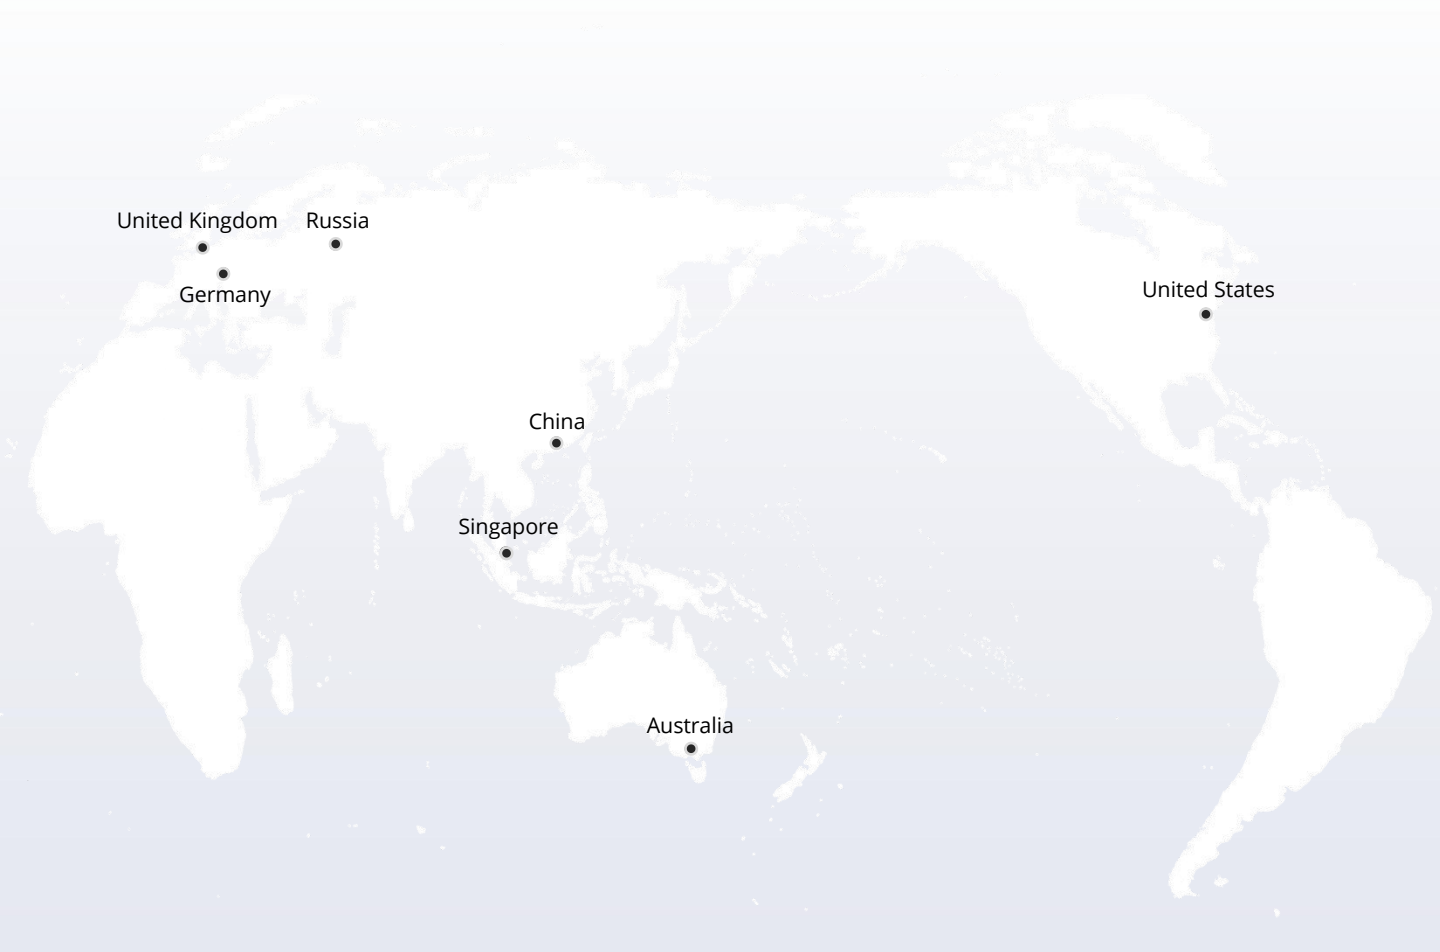 United Kingdom
Russia
Germany
United States
China
Singapore
Australia